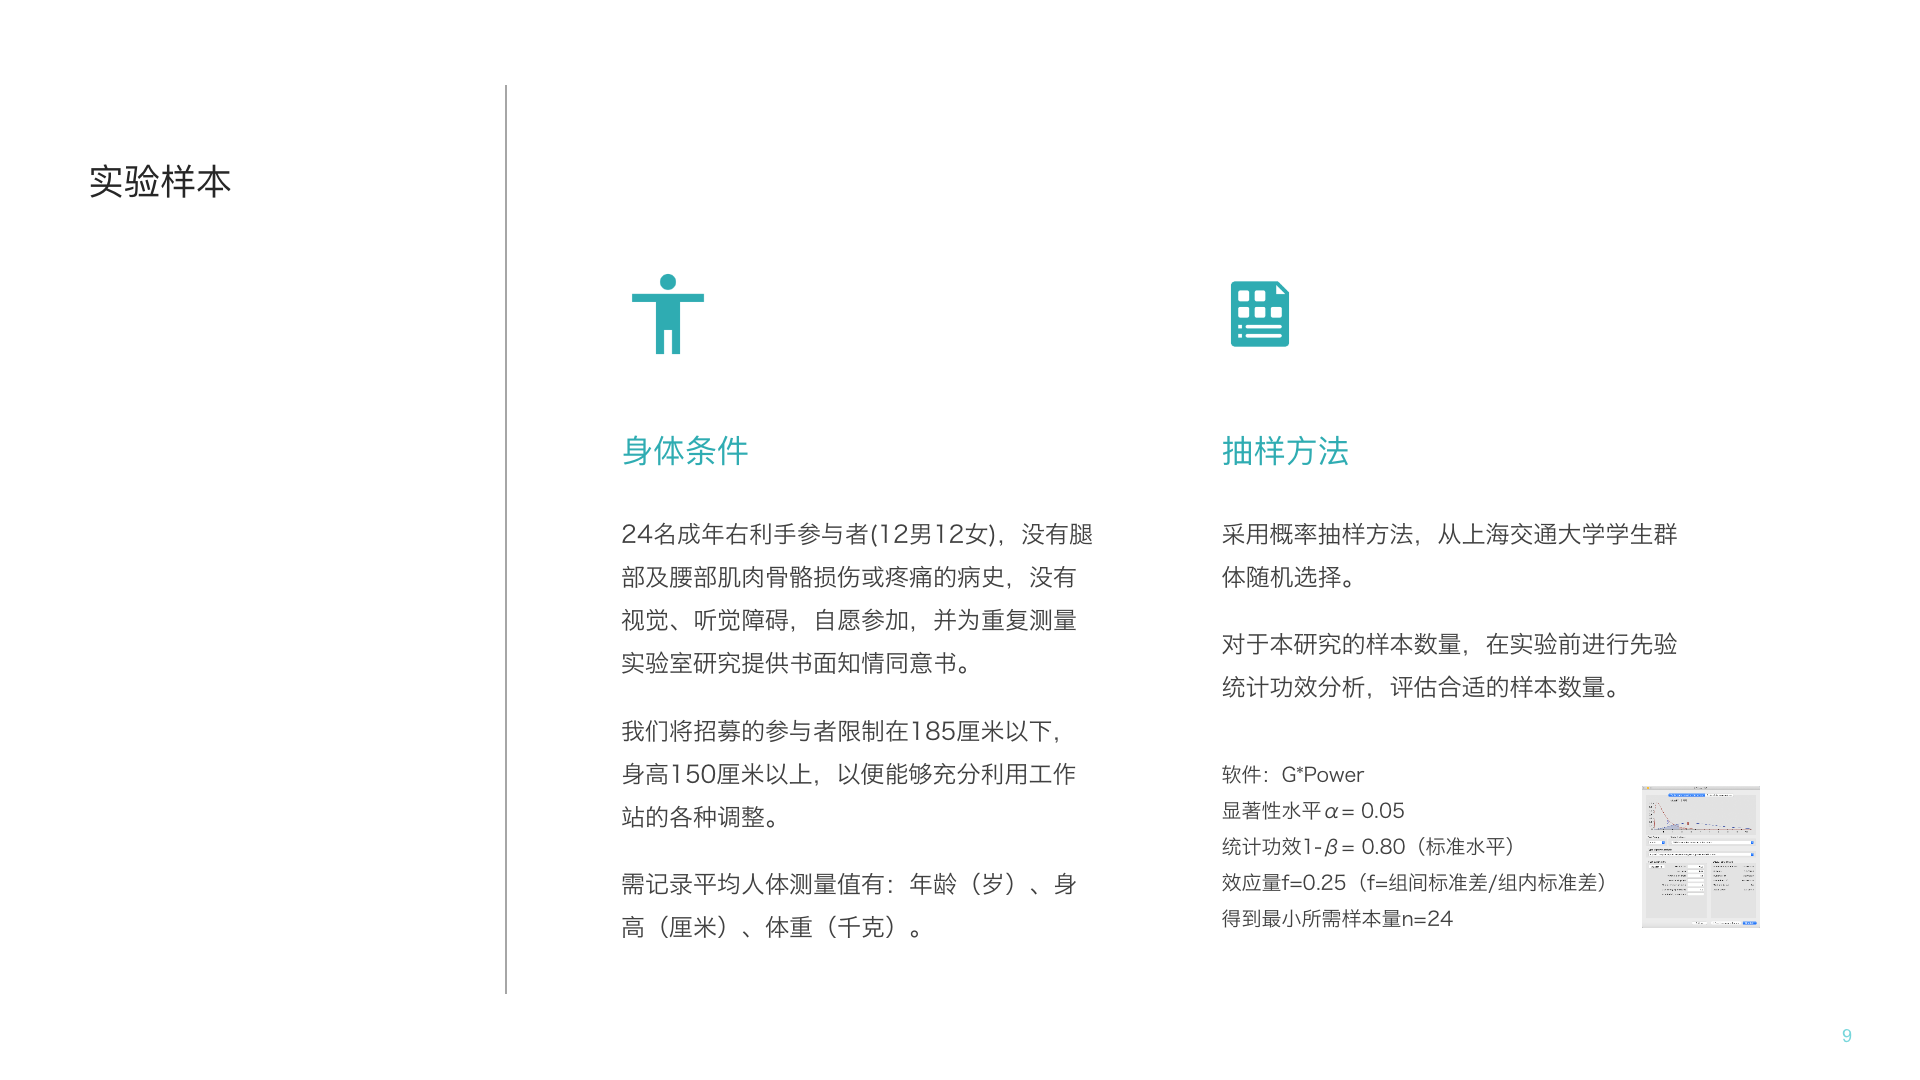 实验样本
身体条件
24名成年右利手参与者(12男12女)，没有腿
部及腰部肌肉骨骼损伤或疼痛的病史，没有
视觉、听觉障碍，自愿参加，并为重复测量
实验室研究提供书面知情同意书。
我们将招募的参与者限制在185厘米以下，
身高150厘米以上，以便能够充分利用工作
站的各种调整。
需记录平均人体测量值有：年龄（岁）、身
高（厘米）、体重（千克）。
抽样方法
采用概率抽样方法，从上海交通大学学生群
体随机选择。
对于本研究的样本数量，在实验前进行先验
统计功效分析，评估合适的样本数量。
软件：G*Power
显著性水平α= 0.05
统计功效1-β= 0.80（标准水平）
效应量f=0.25（f=组间标准差/组内标准差）
得到最小所需样本量n=24
9